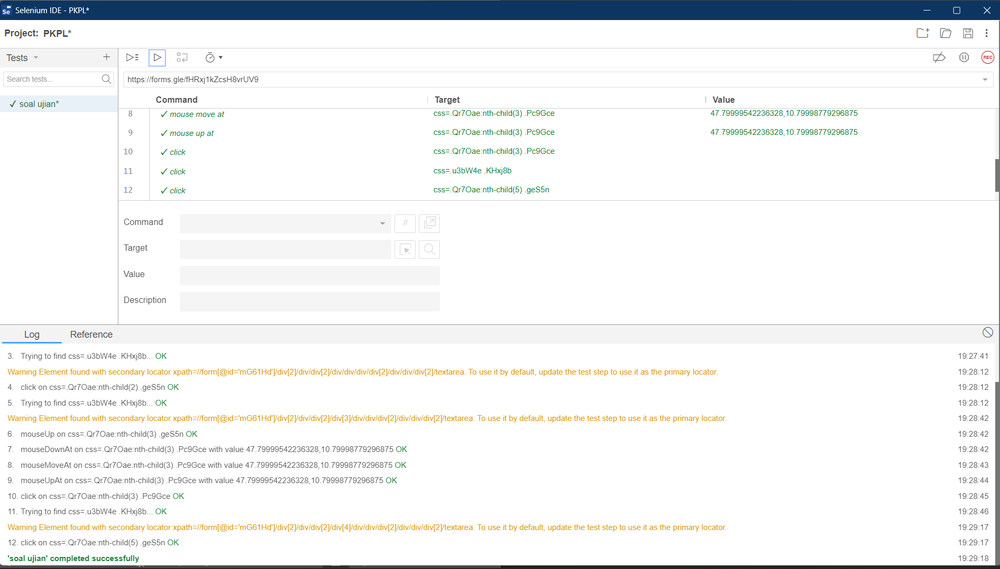 Se Selenium IDE - PKPL*
Project: PKPL*
Tests
REC
Search tests...
https://forms.gle/fHRxj1kZcsH8vrUV9
✓ soal ujian*
Command Target Value
8 ✓ mouse move at css=.Qr7Oae:nth-child(3) .Pc9Gce 47.79999542236328,10.79998779296875
9 ✓ mouse up at css=.Qr7Oae:nth-child(3) .Pc9Gce 47.79999542236328,10.79998779296875
10 ✓ click css=.Qr7Oae:nth-child(3) .Pc9Gce
11 ✓ click css=.u3bW4e .KHxj8b
12 ✓ click css=.Qr7Oae:nth-child(5) .geS5n
Command //
Target
Value
Description
Log Reference
3. Trying to find css=.u3bW4e .KHxj8b... OK 19:27:41
Warning Element found with secondary locator xpath=//form[@id='mG61Hd']/div[2]/div/div[2]/div/div/div/div[2]/div/div/div[2]/textarea. To use it by default, update the test step to use it as the primary locator. 19:28:12
4. click on css=.Qr7Oae:nth-child(2) .geS5n OK 19:28:12
5. Trying to find css=.u3bW4e .KHxj8b... OK 19:28:12
Warning Element found with secondary locator xpath=//form[@id='mG61Hd']/div[2]/div/div[2]/div[3]/div/div/div[2]/div/div/div[2]/textarea. To use it by default, update the test step to use it as the primary locator. 19:28:42
6. mouseUp on css=.Qr7Oae:nth-child(3) .geS5n OK 19:28:42
7. mouseDownAt on css=.Qr7Oae:nth-child(3) .Pc9Gce with value 47.79999542236328,10.79998779296875 OK 19:28:42
8. mouseMoveAt on css=.Qr7Oae:nth-child(3) .Pc9Gce with value 47.79999542236328,10.79998779296875 OK 19:28:43
9. mouseUpAt on css=.Qr7Oae:nth-child(3) .Pc9Gce with value 47.79999542236328,10.79998779296875 OK 19:28:44
10. click on css=.Qr7Oae:nth-child(3) .Pc9Gce OK 19:28:45
11. Trying to find css=.u3bW4e .KHxj8b... OK 19:28:46
Warning Element found with secondary locator xpath=//form[@id='mG61Hd']/div[2]/div/div[2]/div[4]/div/div/div[2]/div/div/div[2]/textarea. To use it by default, update the test step to use it as the primary locator. 19:29:17
12. click on css=.Qr7Oae:nth-child(5) .geS5n OK 19:29:17
'soal ujian' completed successfully 19:29:18